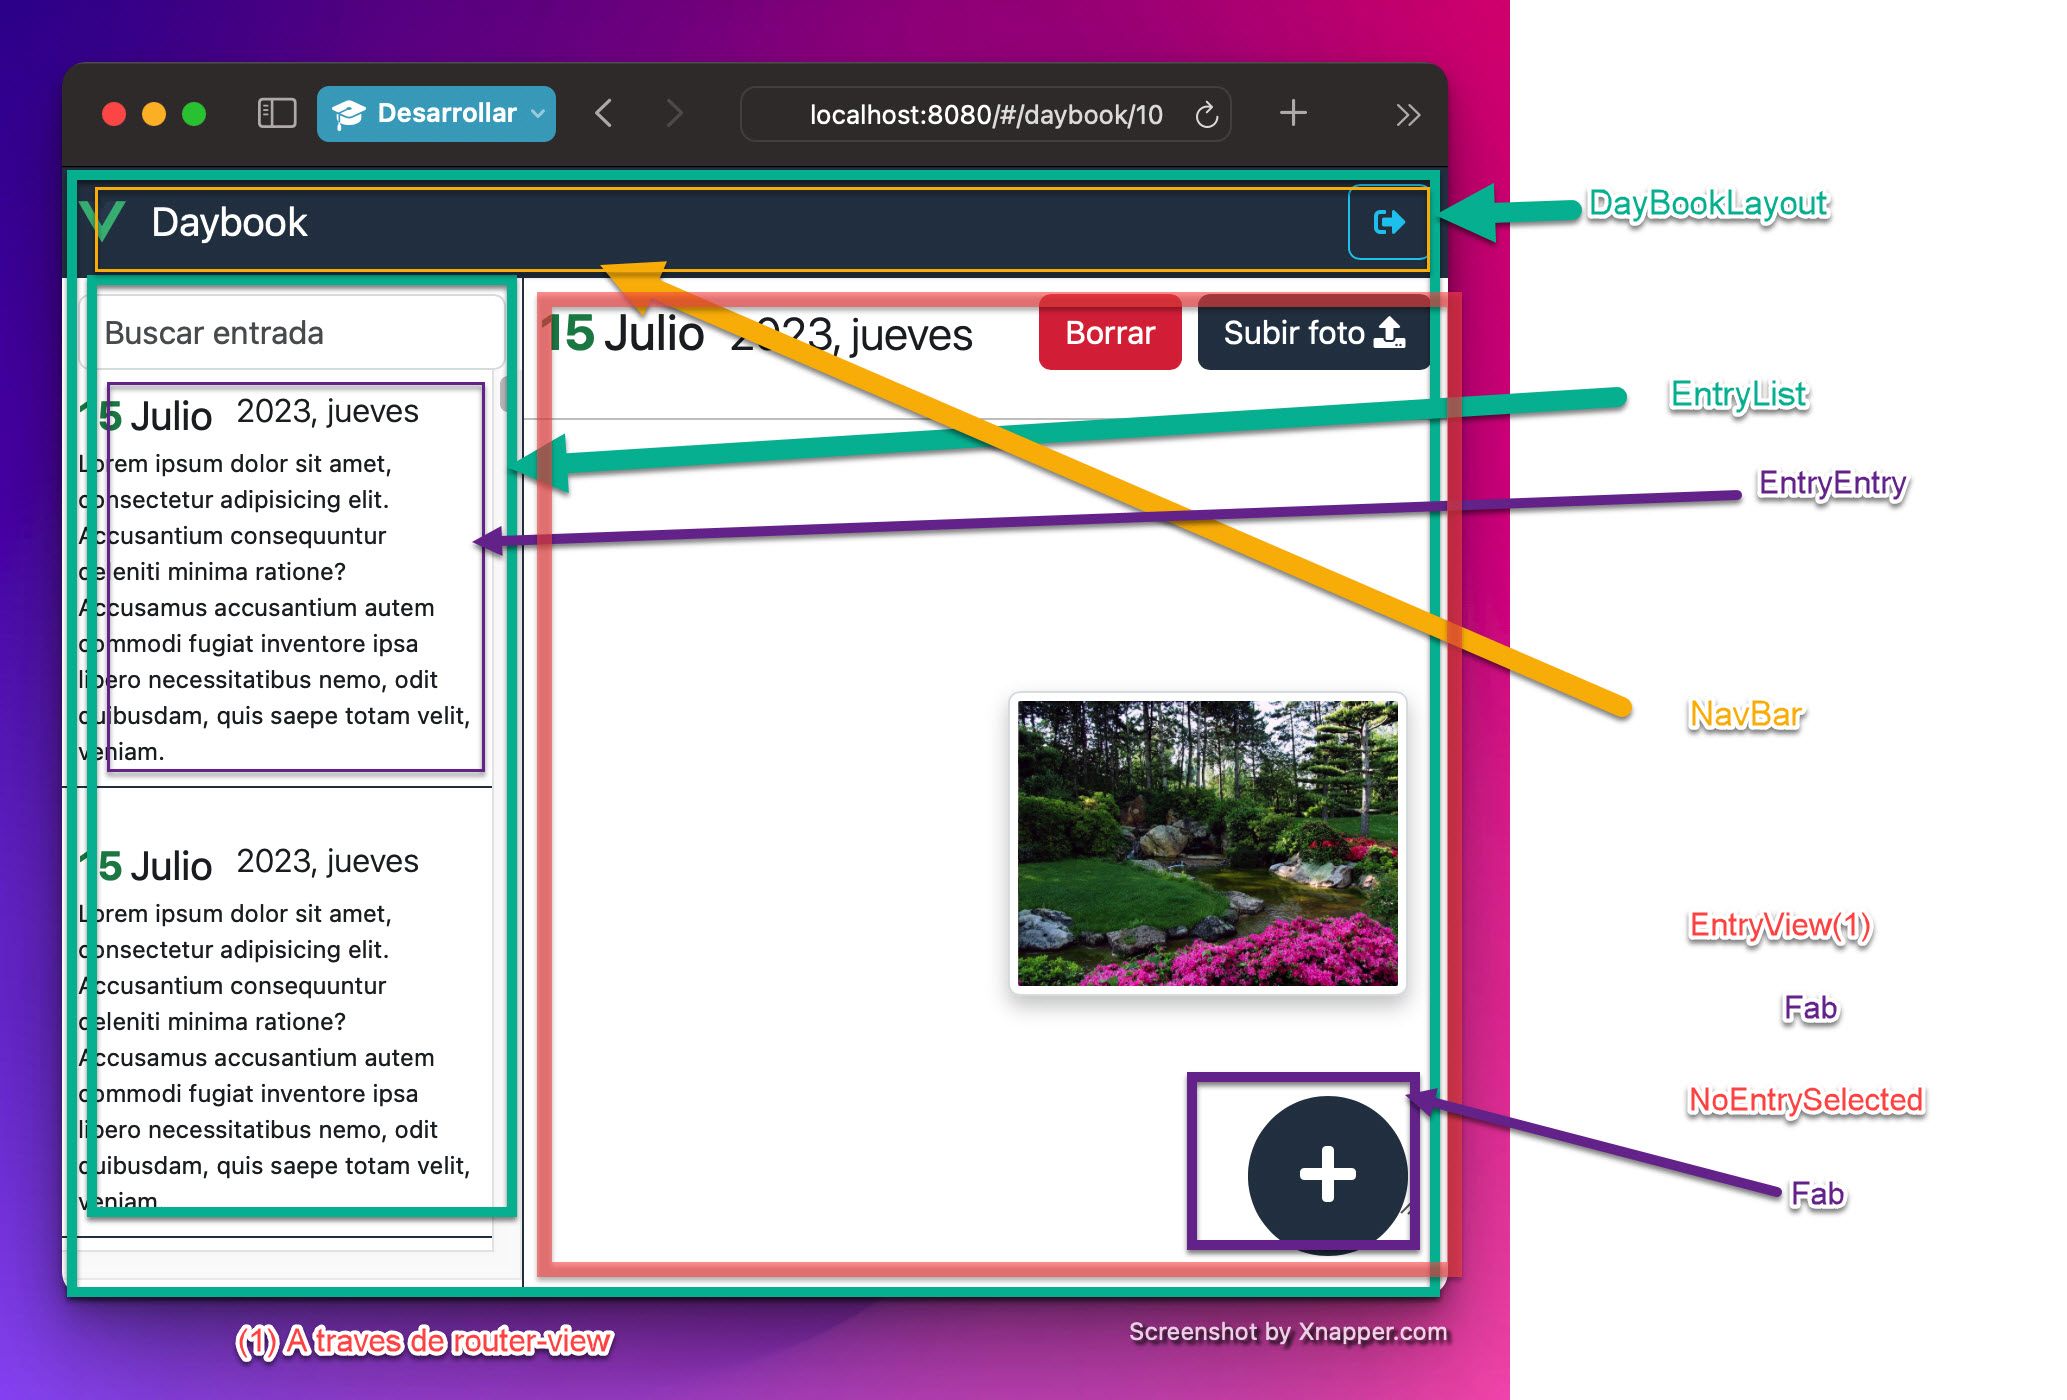 Desarrollar
localhost:8080/#/daybook/10
Daybook
DayBookLayout
Buscar entrada
15 Julio 2023, jueves
Lorem ipsum dolor sit amet,
consectetur adipisicing elit.
Accusantium consequuntur
deleniti minima ratione?
Accusamus accusantium autem
commodi fugiat inventore ipsa
libero necessitatibus nemo, odit
quibusdam, quis saepe totam velit,
veniam.
15 Julio 2023, jueves
Lorem ipsum dolor sit amet,
consectetur adipisicing elit.
Accusantium consequuntur
deleniti minima ratione?
Accusamus accusantium autem
commodi fugiat inventore ipsa
libero necessitatibus nemo, odit
quibusdam, quis saepe totam velit,
veniam.
15 Julio 2023, jueves
Borrar
Subir foto
EntryList
EntryEntry
NavBar
EntryView(1)
Fab
NoEntrySelected
Fab
(1) A traves de router-view
Screenshot by Xnapper.com